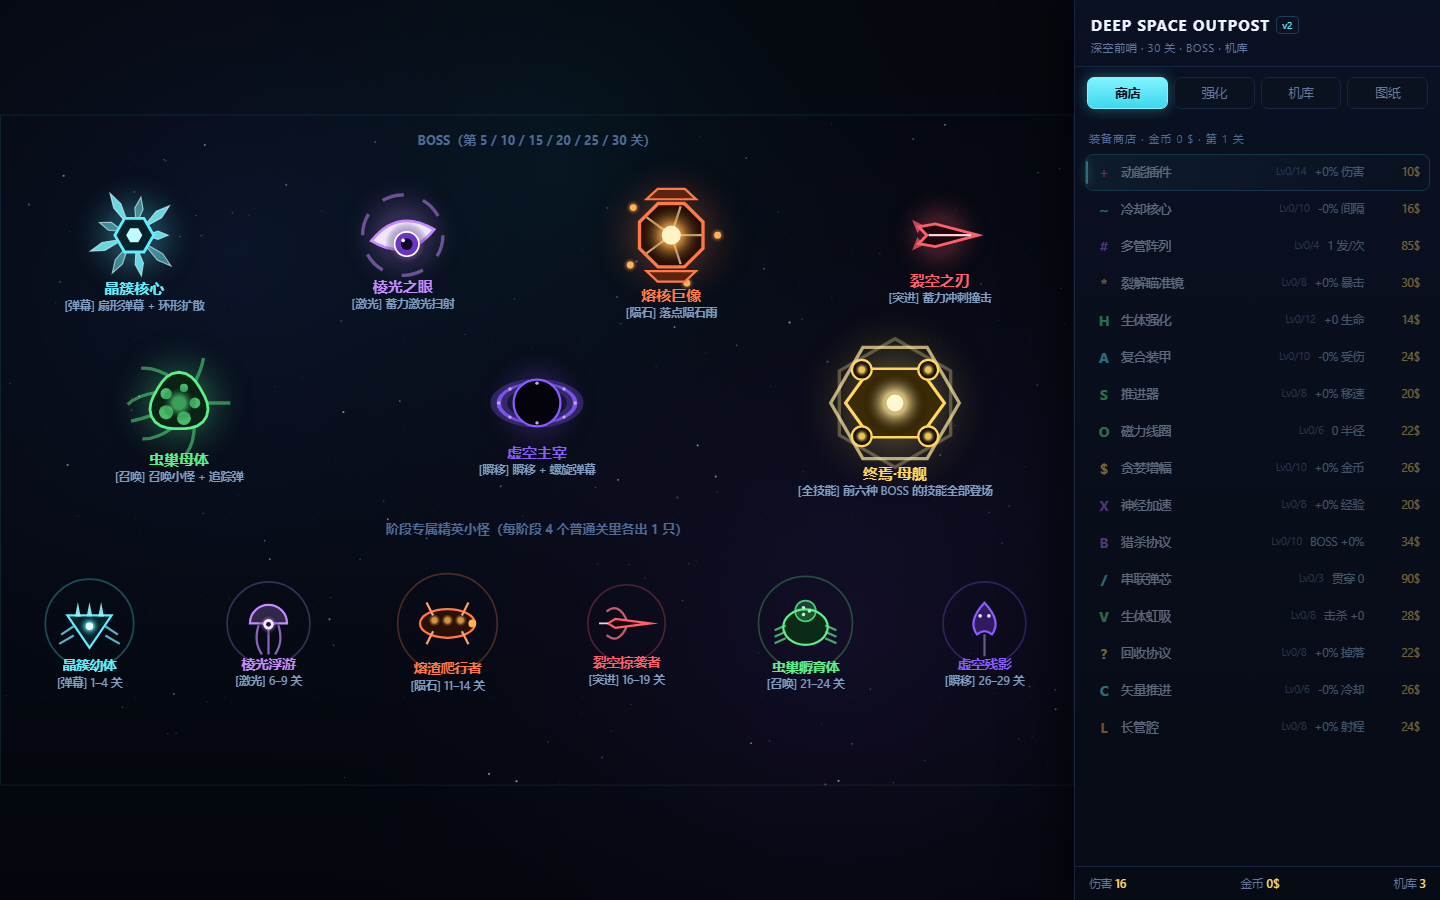 BOSS（第 5 / 10 / 15 / 20 / 25 / 30 关）
晶簇核心
[弹幕] 扇形弹幕 + 环形扩散
棱光之眼
[激光] 蓄力激光扫射
熔核巨像
[陨石] 落点陨石雨
裂空之刃
[突进] 蓄力冲刺撞击
虫巢母体
[召唤] 召唤小怪 + 追踪弹
虚空主宰
[瞬移] 瞬移 + 螺旋弹幕
终焉·母舰
[全技能] 前六种 BOSS 的技能全部登场
阶段专属精英小怪（每阶段 4 个普通关里各出 1 只）
晶簇幼体
[弹幕] 1–4 关
棱光浮游
[激光] 6–9 关
熔渣爬行者
[陨石] 11–14 关
裂空掠袭者
[突进] 16–19 关
虫巢孵育体
[召唤] 21–24 关
虚空残影
[瞬移] 26–29 关
DEEP SPACE OUTPOST v2
深空前哨 · 30 关 · BOSS · 机库
商店 强化 机库 图纸
装备商店 · 金币 0 $ · 第 1 关
+ 动能插件 Lv0/14 +0% 伤害 10$
~ 冷却核心 Lv0/10 -0% 间隔 16$
# 多管阵列 Lv0/4 1 发/次 85$
* 裂解瞄准镜 Lv0/8 +0% 暴击 30$
H 生体强化 Lv0/12 +0 生命 14$
A 复合装甲 Lv0/10 -0% 受伤 24$
S 推进器 Lv0/8 +0% 移速 20$
O 磁力线圈 Lv0/6 0 半径 22$
$ 贪婪增幅 Lv0/10 +0% 金币 26$
X 神经加速 Lv0/8 +0% 经验 20$
B 猎杀协议 Lv0/10 BOSS +0% 34$
/ 串联弹芯 Lv0/3 贯穿 0 90$
V 生体虹吸 Lv0/8 击杀 +0 28$
? 回收协议 Lv0/8 +0% 掉落 22$
C 矢量推进 Lv0/6 -0% 冷却 26$
L 长管腔 Lv0/8 +0% 射程 24$
伤害 16 金币 0$ 机库 3